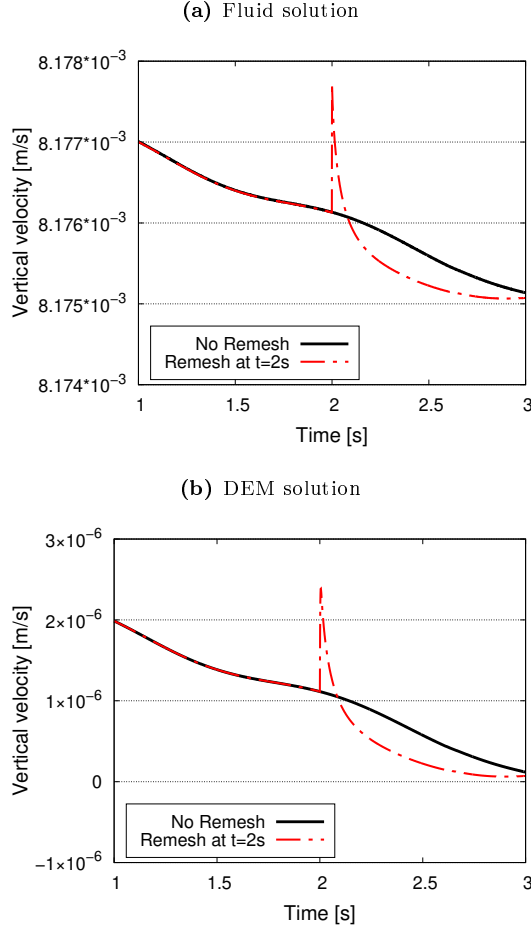 (a) Fluid solution
8.178*10⁻³
8.177*10⁻³
8.176*10⁻³
8.175*10⁻³
8.174*10⁻³
Vertical velocity [m/s]
No Remesh
Remesh at t=2s
1 1.5 2 2.5 3
Time [s]
(b) DEM solution
3×10⁻⁶
2×10⁻⁶
1×10⁻⁶
0
−1×10⁻⁶
Vertical velocity [m/s]
No Remesh
Remesh at t=2s
1 1.5 2 2.5 3
Time [s]